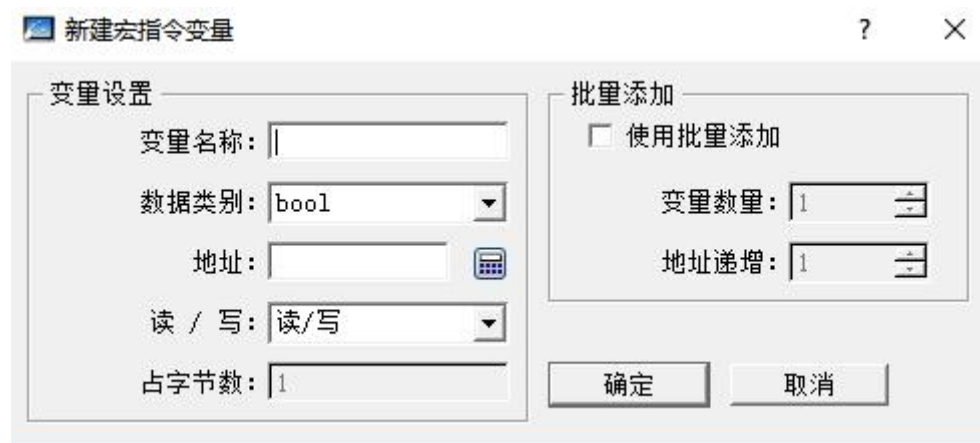 新建宏指令变量
变量设置
变量名称:
数据类别: bool
地址:
读 / 写: 读/写
占字节数: 1
批量添加
使用批量添加
变量数量: 1
地址递增: 1
确定 取消